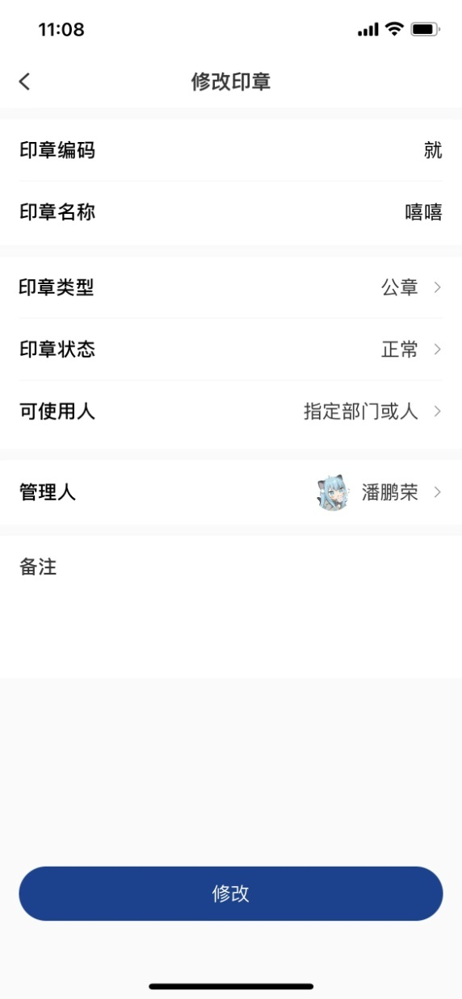 11:08
修改印章
印章编码 就
印章名称 嘻嘻
印章类型 公章
印章状态 正常
可使用人 指定部门或人
管理人 潘鹏荣
备注
修改